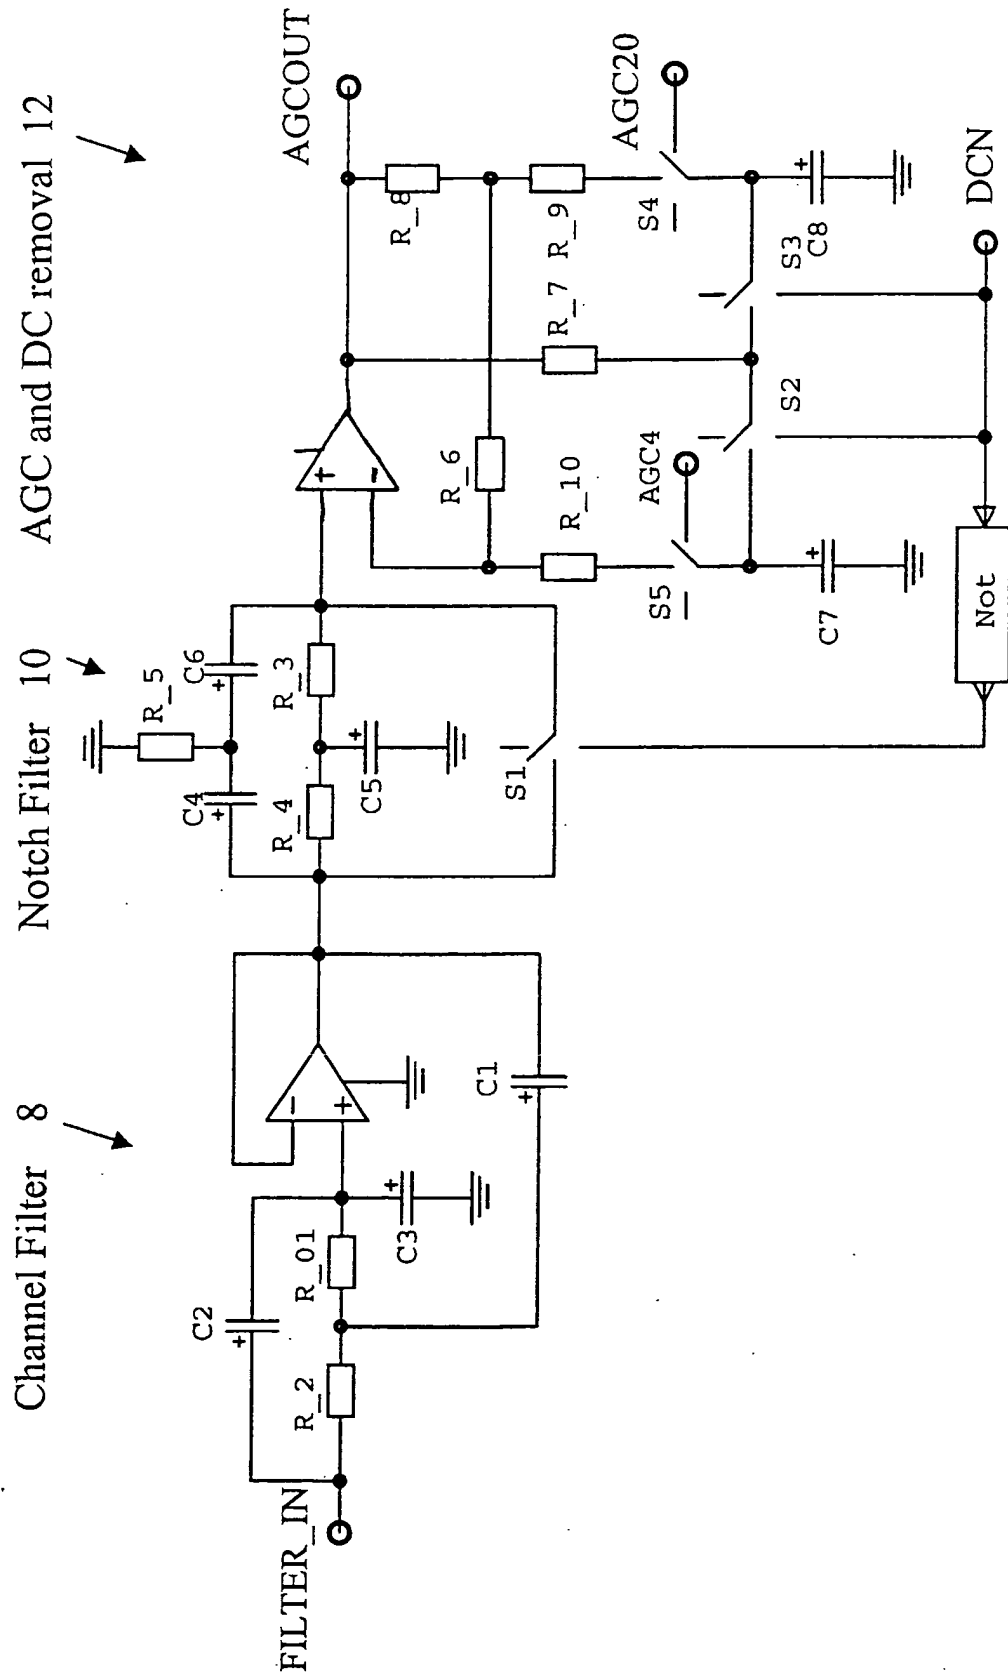 Channel Filter 8
Notch Filter 10
AGC and DC removal 12
FILTER_IN
R_2
C2
R_01
C3
C1
-
+
C4
R_4
C5
R_5
C6
R_3
S1
+
-
R_6
R_10
S5
AGC4
C7
R_7
S2
R_8
R_9
S4
S3
C8
AGCOUT
AGC20
DCN
Not